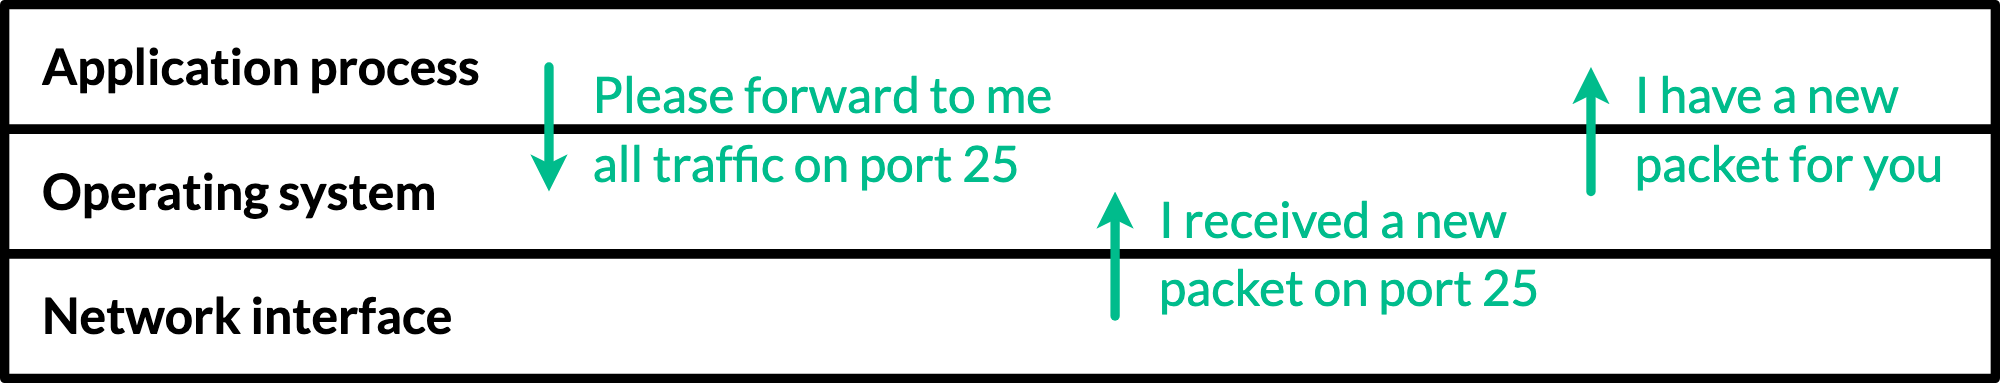 Application process
Please forward to me
all traffic on port 25
I have a new
packet for you
Operating system
I received a new
packet on port 25
Network interface